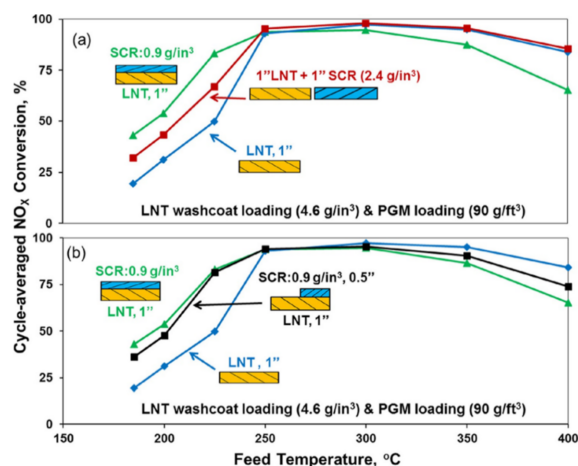 Cycle-averaged NOX Conversion, %
100
75
50
25
0
(a)
SCR:0.9 g/in³
LNT, 1”
1”LNT + 1” SCR (2.4 g/in³)
LNT, 1”
LNT washcoat loading (4.6 g/in³) & PGM loading (90 g/ft³)
100
75
50
25
0
(b)
SCR:0.9 g/in³
LNT, 1”
SCR:0.9 g/in³, 0.5”
LNT, 1”
LNT , 1”
LNT washcoat loading (4.6 g/in³) & PGM loading (90 g/ft³)
150 200 250 300 350 400
Feed Temperature, °C